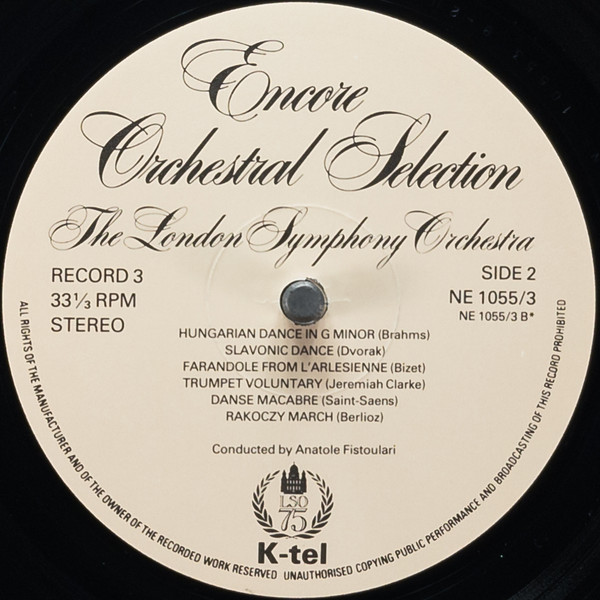 Encore
Orchestral Selection
The London Symphony Orchestra
RECORD 3
33⅓ RPM
STEREO
SIDE 2
NE 1055/3
NE 1055/3 B*
HUNGARIAN DANCE IN G MINOR (Brahms)
SLAVONIC DANCE (Dvorak)
FARANDOLE FROM L'ARLESIENNE (Bizet)
TRUMPET VOLUNTARY (Jeremiah Clarke)
DANSE MACABRE (Saint-Saens)
RAKOCZY MARCH (Berlioz)
Conducted by Anatole Fistoulari
LSO
75
K-tel
ALL RIGHTS OF THE MANUFACTURER AND OF THE OWNER OF THE RECORDED WORK RESERVED UNAUTHORISED COPYING PUBLIC PERFORMANCE AND BROADCASTING OF THIS RECORD PROHIBITED